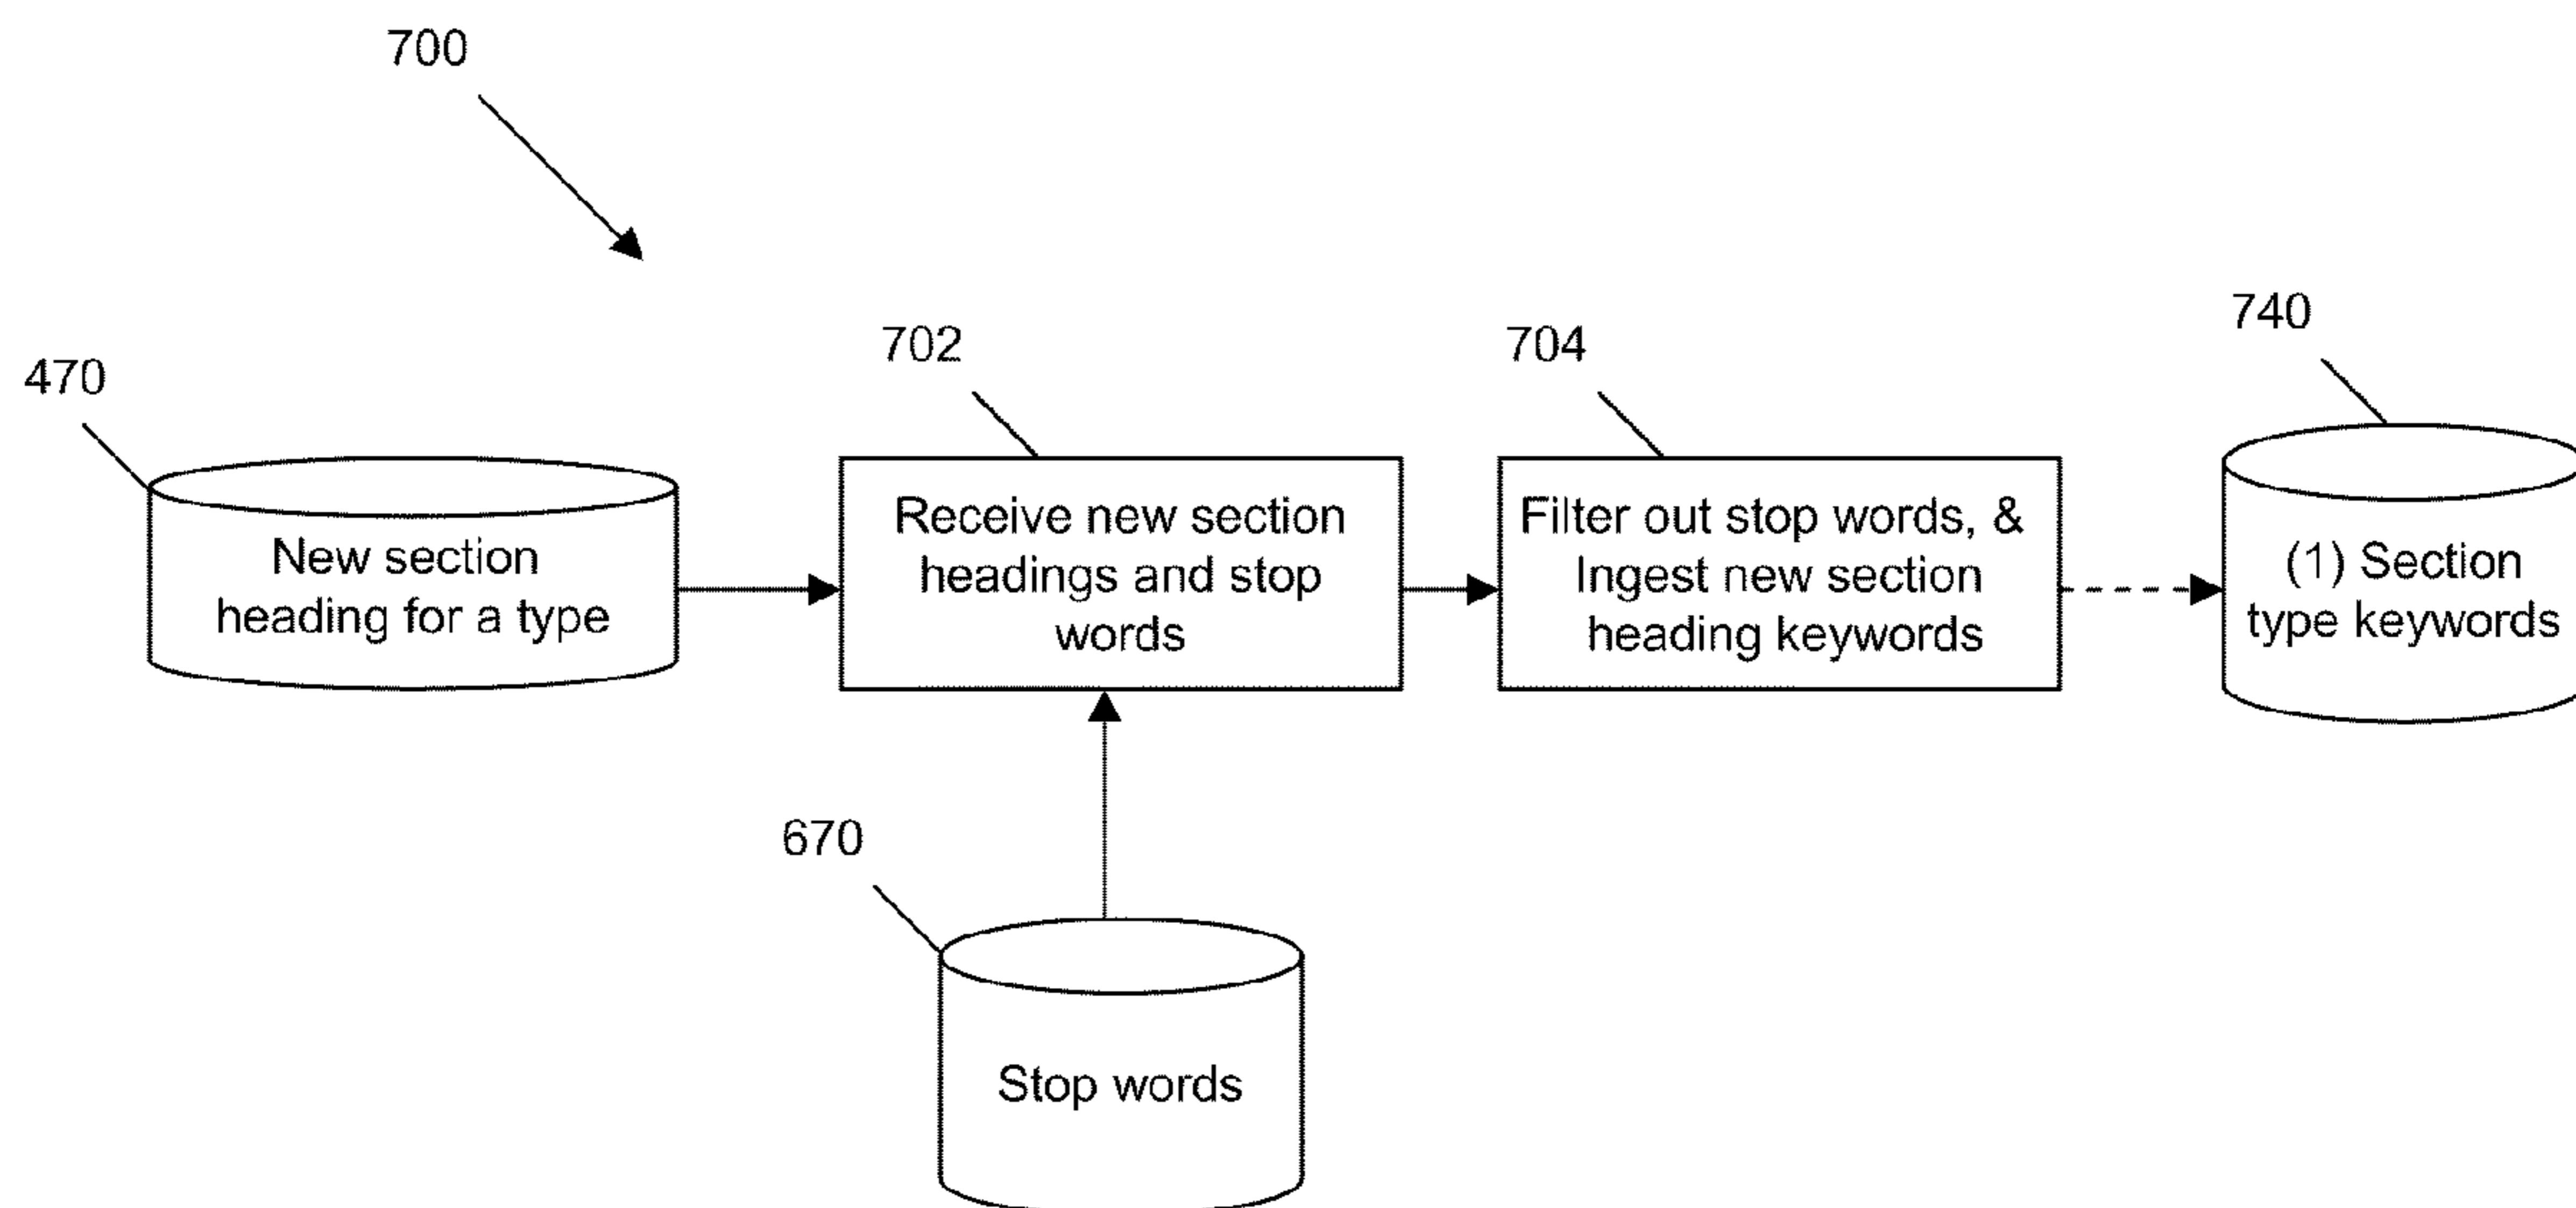 700
470
New section
heading for a type
702
Receive new section
headings and stop
words
704
Filter out stop words, &
Ingest new section
heading keywords
740
(1) Section
type keywords
670
Stop words